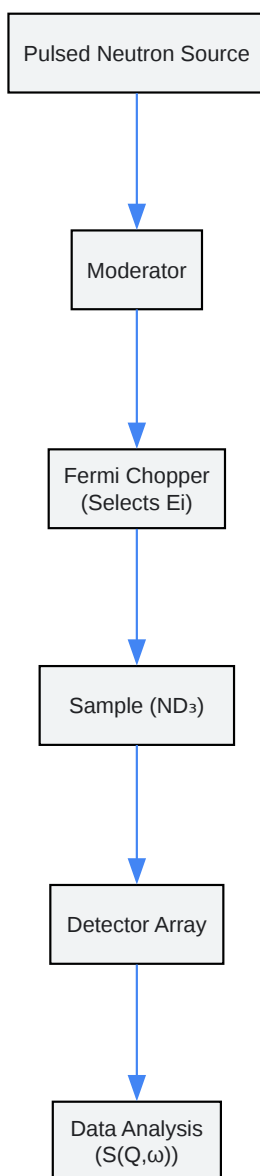 Pulsed Neutron Source
Moderator
Fermi Chopper
(Selects Ei)
Sample (ND₃)
Detector Array
Data Analysis
(S(Q,ω))